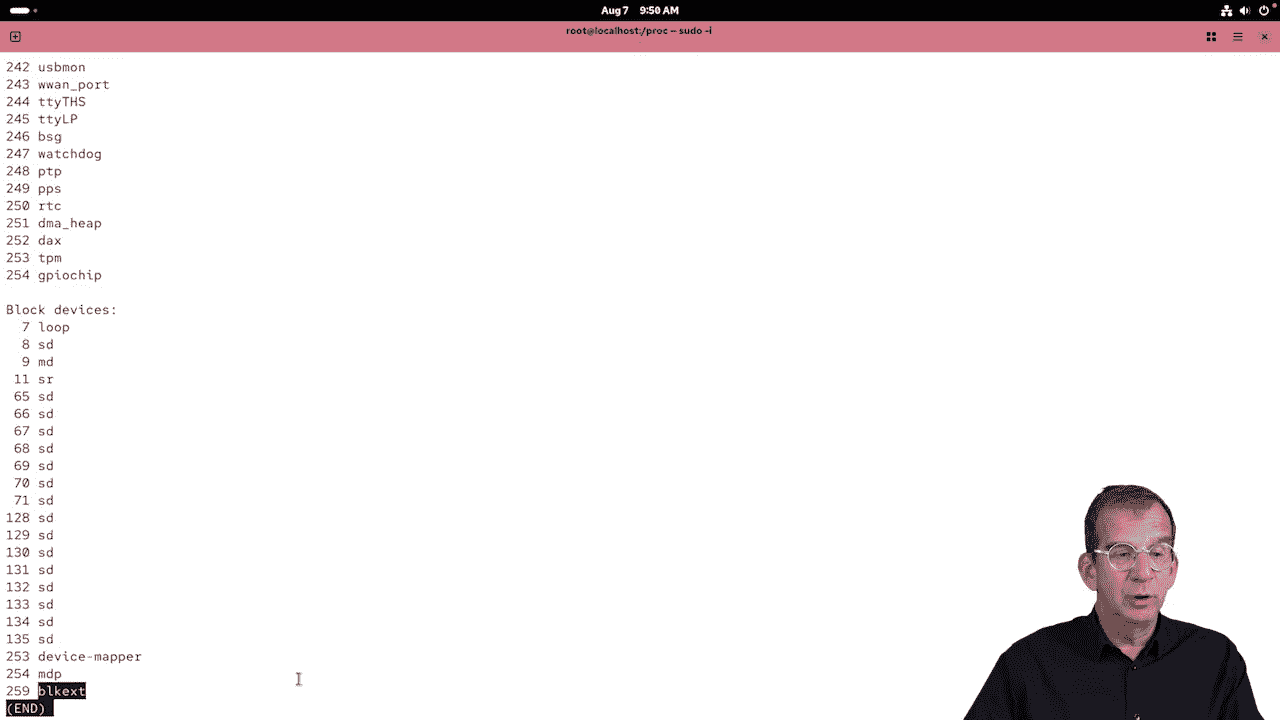 Aug 7 9:50 AM
root@localhost:/proc – sudo -i
242 usbmon
243 wwan_port
244 ttyTHS
245 ttyLP
246 bsg
247 watchdog
248 ptp
249 pps
250 rtc
251 dma_heap
252 dax
253 tpm
254 gpiochip
Block devices:
7 loop
8 sd
9 md
11 sr
65 sd
66 sd
67 sd
68 sd
69 sd
70 sd
71 sd
128 sd
129 sd
130 sd
131 sd
132 sd
133 sd
134 sd
135 sd
253 device-mapper
254 mdp
259 blkext
(END)